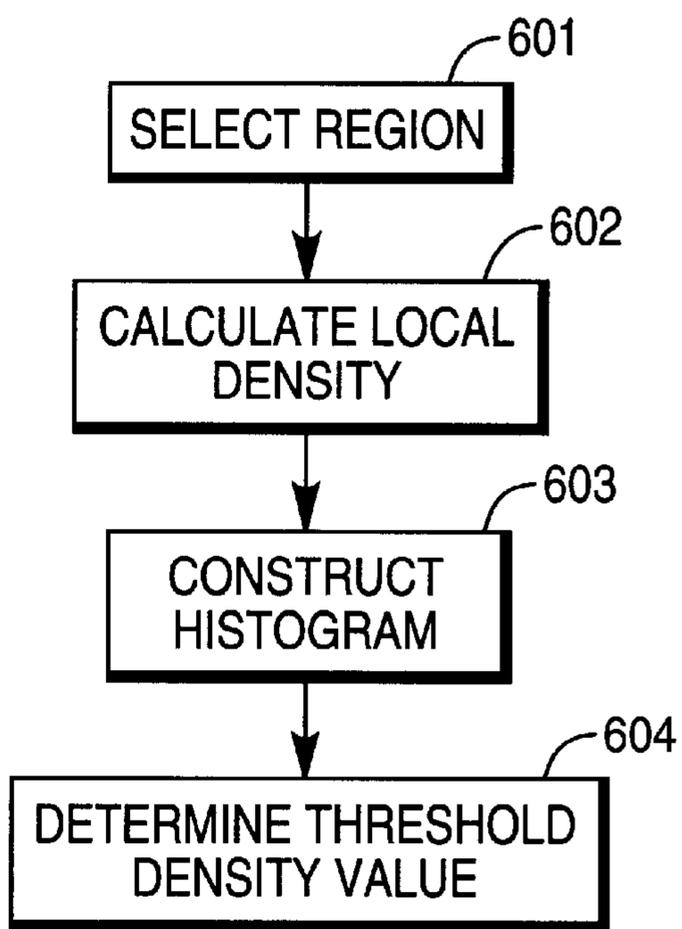 601
SELECT REGION
602
CALCULATE LOCAL
DENSITY
603
CONSTRUCT
HISTOGRAM
604
DETERMINE THRESHOLD
DENSITY VALUE